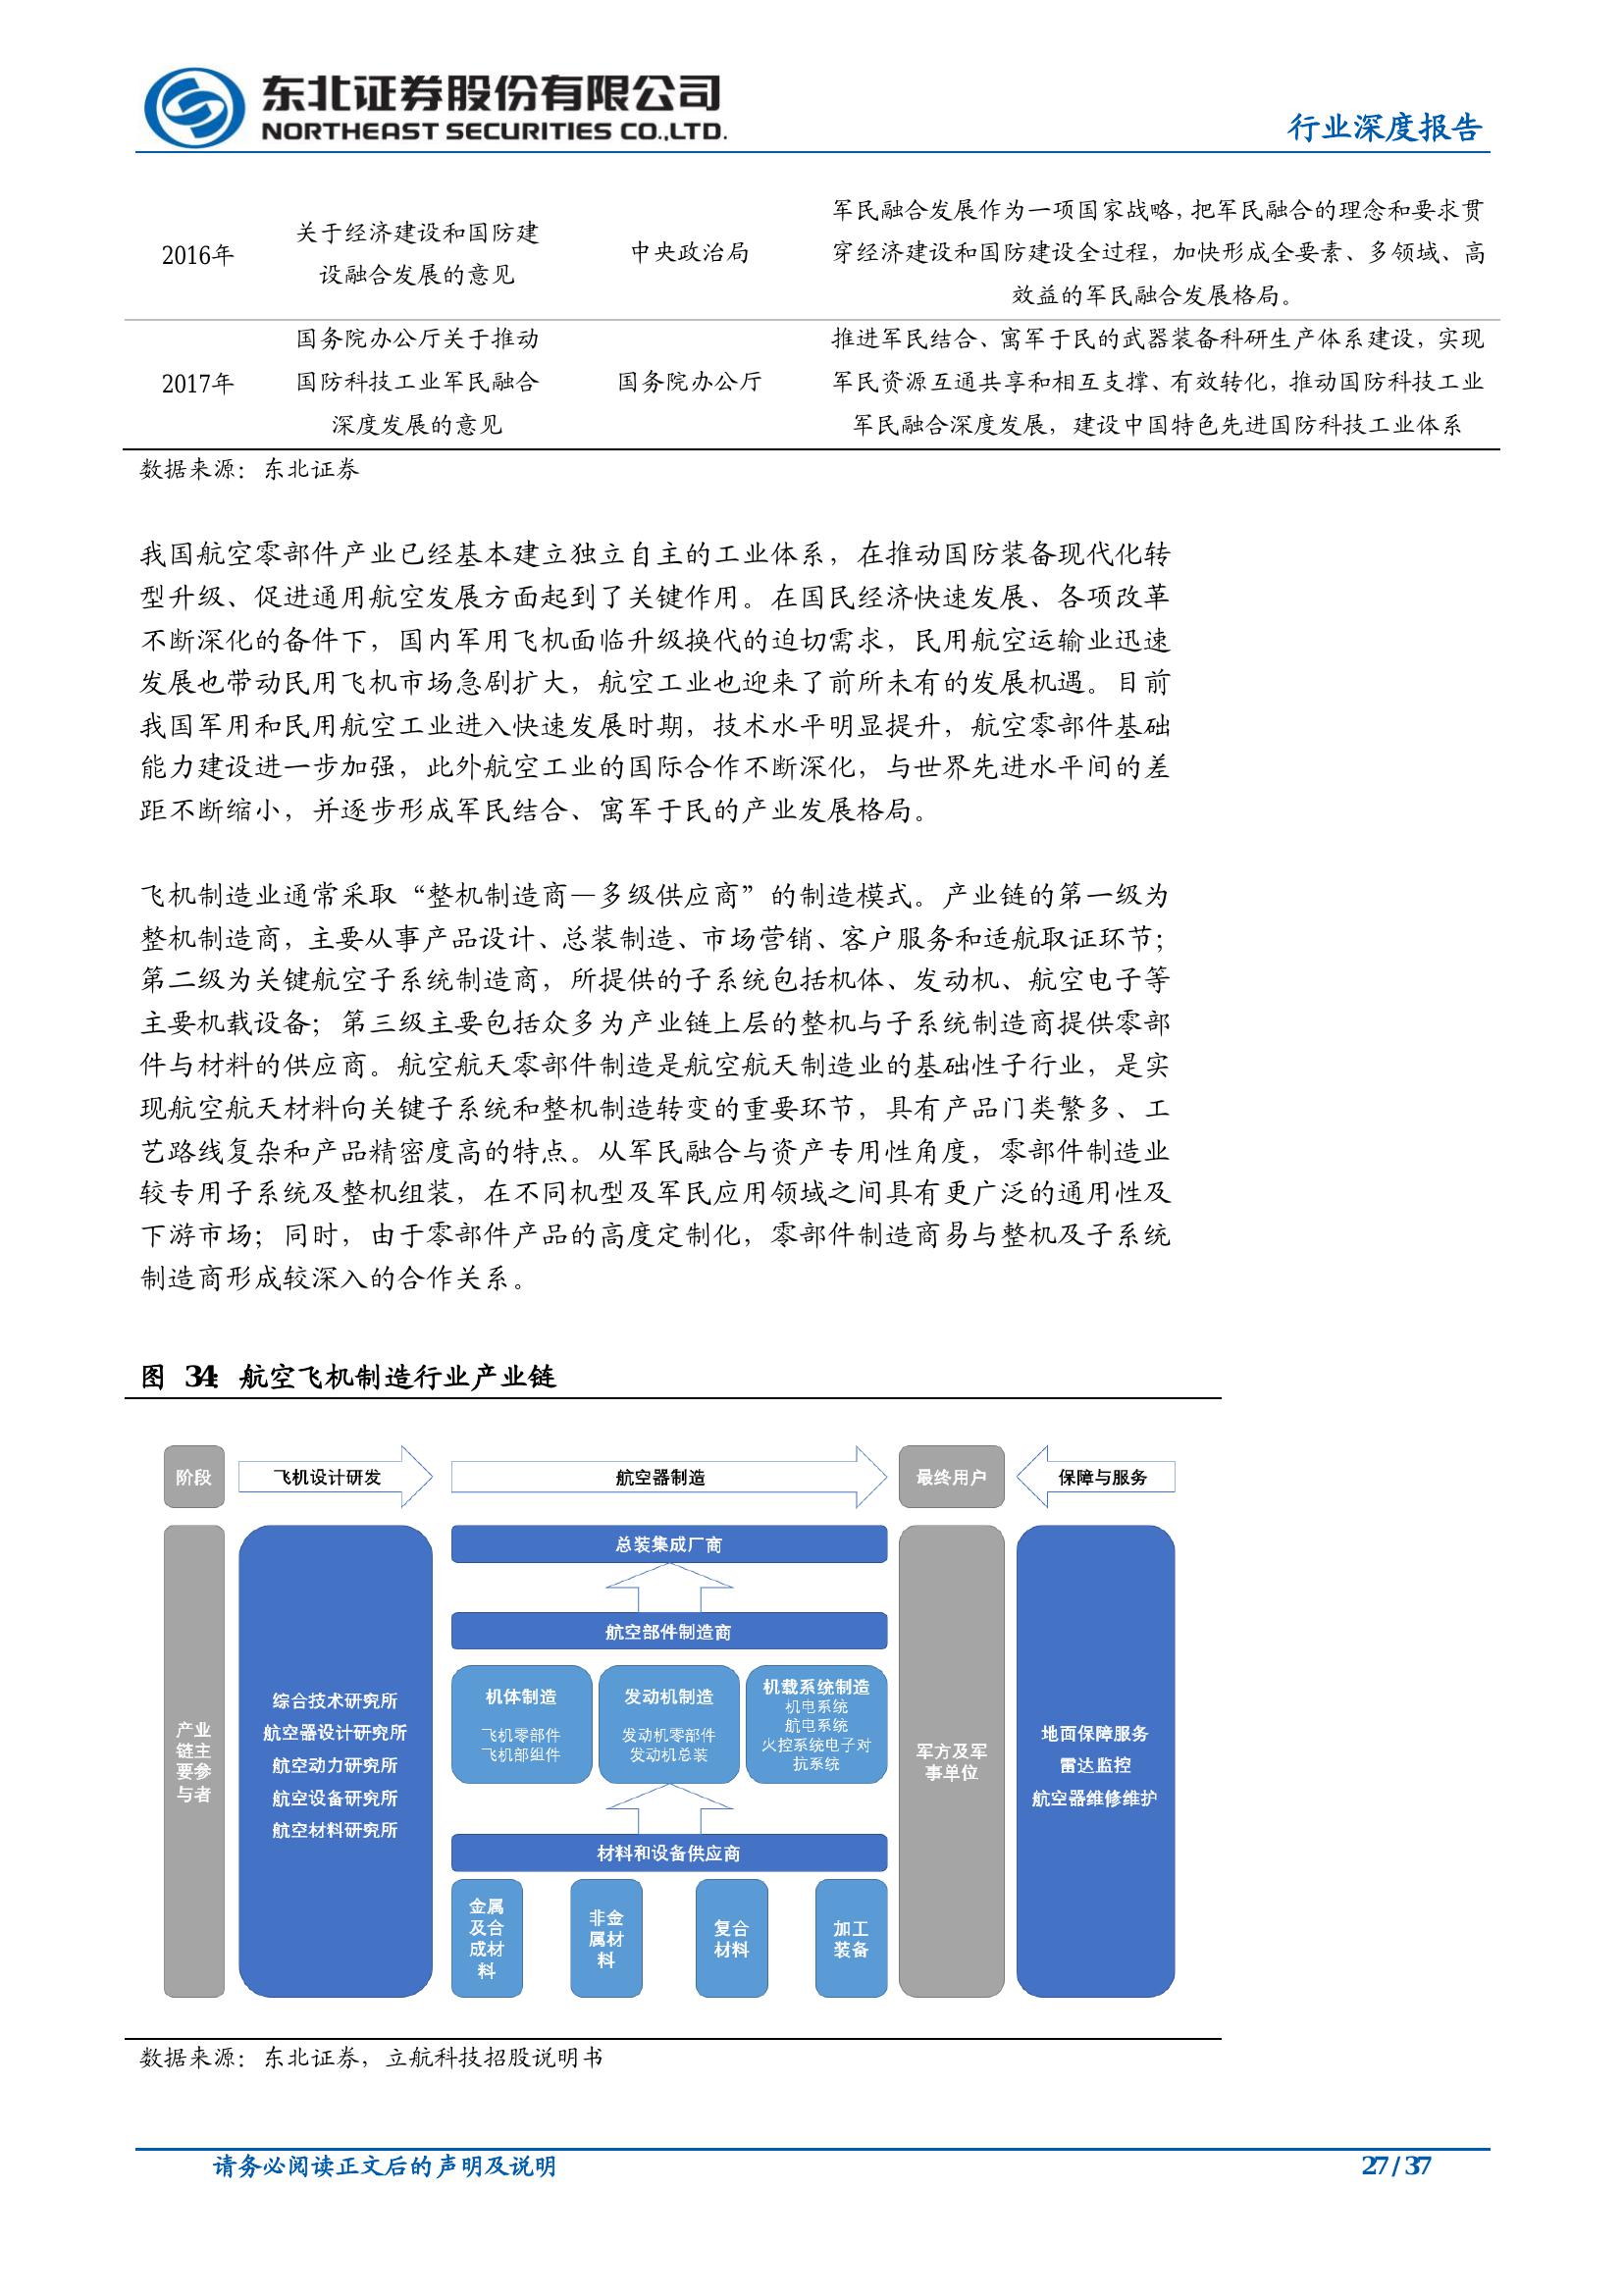 东北证券股份有限公司
NORTHEAST SECURITIES CO.,LTD.
行业深度报告
2016年
关于经济建设和国防建
设融合发展的意见
中央政治局
军民融合发展作为一项国家战略，把军民融合的理念和要求贯
穿经济建设和国防建设全过程，加快形成全要素、多领域、高
效益的军民融合发展格局。
2017年
国务院办公厅关于推动
国防科技工业军民融合
深度发展的意见
国务院办公厅
推进军民结合、寓军于民的武器装备科研生产体系建设，实现
军民资源互通共享和相互支撑、有效转化，推动国防科技工业
军民融合深度发展，建设中国特色先进国防科技工业体系
数据来源：东北证券
我国航空零部件产业已经基本建立独立自主的工业体系，在推动国防装备现代化转
型升级、促进通用航空发展方面起到了关键作用。在国民经济快速发展、各项改革
不断深化的备件下，国内军用飞机面临升级换代的迫切需求，民用航空运输业迅速
发展也带动民用飞机市场急剧扩大，航空工业也迎来了前所未有的发展机遇。目前
我国军用和民用航空工业进入快速发展时期，技术水平明显提升，航空零部件基础
能力建设进一步加强，此外航空工业的国际合作不断深化，与世界先进水平间的差
距不断缩小，并逐步形成军民结合、寓军于民的产业发展格局。
飞机制造业通常采取“整机制造商—多级供应商”的制造模式。产业链的第一级为
整机制造商，主要从事产品设计、总装制造、市场营销、客户服务和适航取证环节；
第二级为关键航空子系统制造商，所提供的子系统包括机体、发动机、航空电子等
主要机载设备；第三级主要包括众多为产业链上层的整机与子系统制造商提供零部
件与材料的供应商。航空航天零部件制造是航空航天制造业的基础性子行业，是实
现航空航天材料向关键子系统和整机制造转变的重要环节，具有产品门类繁多、工
艺路线复杂和产品精密度高的特点。从军民融合与资产专用性角度，零部件制造业
较专用子系统及整机组装，在不同机型及军民应用领域之间具有更广泛的通用性及
下游市场；同时，由于零部件产品的高度定制化，零部件制造商易与整机及子系统
制造商形成较深入的合作关系。
图 34：航空飞机制造行业产业链
阶段
飞机设计研发
航空器制造
最终用户
保障与服务
产业
链主
要参
与者
综合技术研究所
航空器设计研究所
航空动力研究所
航空设备研究所
航空材料研究所
总装集成厂商
航空部件制造商
机体制造
飞机零部件
飞机部组件
发动机制造
发动机零部件
发动机总装
机载系统制造
机电系统
航电系统
火控系统电子对
抗系统
材料和设备供应商
金属
及合
成材
料
非金
属材
料
复合
材料
加工
装备
军方及军
事单位
地面保障服务
雷达监控
航空器维修维护
数据来源：东北证券，立航科技招股说明书
请务必阅读正文后的声明及说明
27 / 37